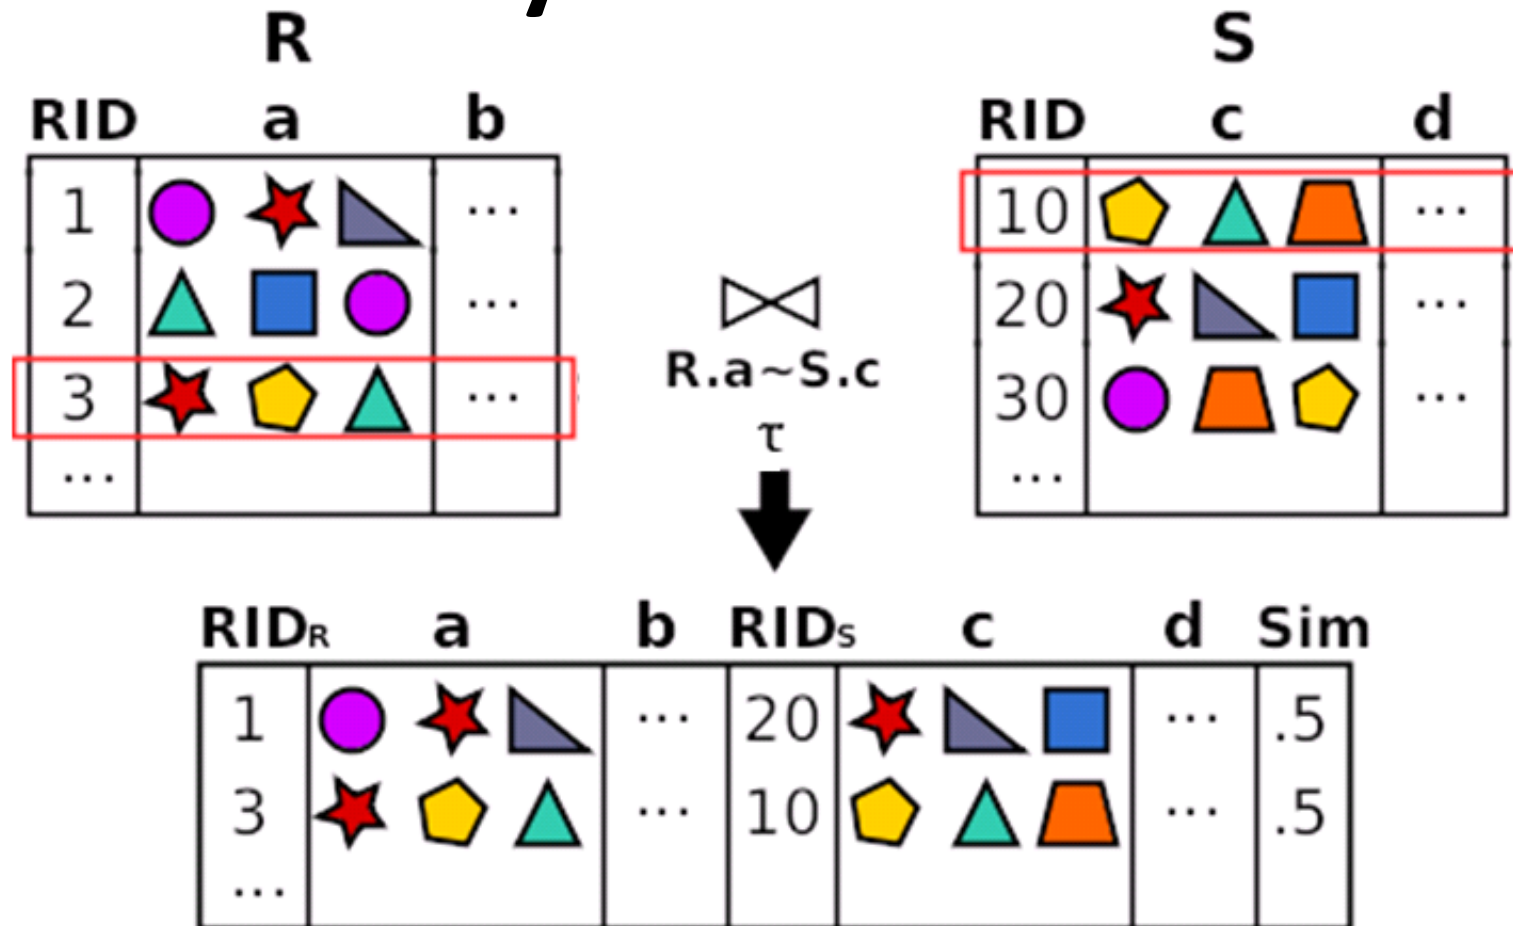 R S
RID a b RID c d
1 ... 10 ...
2 ... 20 ...
3 ... 30 ...
... ...
R.a~S.c
τ
RIDR a b RIDS c d Sim
1 ... 20 ... .5
3 ... 10 ... .5
...